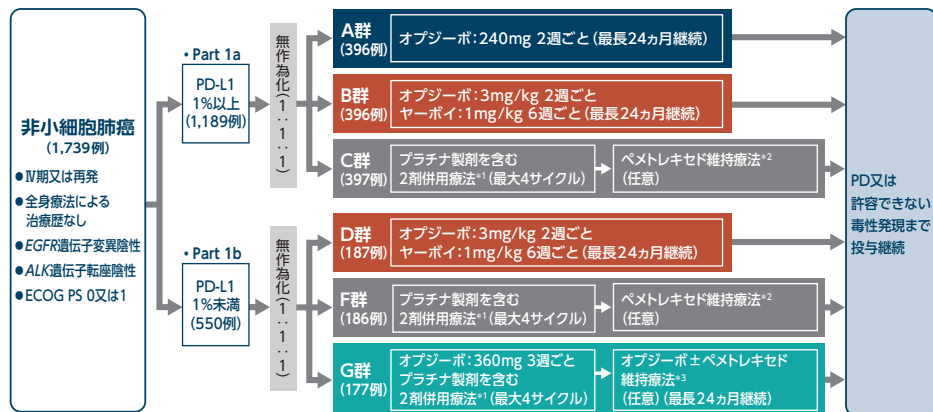 非小細胞肺癌
(1,739例)
●Ⅳ期又は再発
●全身療法による
治療歴なし
●EGFR遺伝子変異陰性
●ALK遺伝子転座陰性
●ECOG PS 0又は1
・Part 1a
PD-L1
1%以上
(1,189例)
無作為化(1:1:1)
A群
(396例)
オプジーボ:240mg 2週ごと(最長24ヵ月継続)
B群
(396例)
オプジーボ:3mg/kg 2週ごと
ヤーボイ:1mg/kg 6週ごと(最長24ヵ月継続)
C群
(397例)
プラチナ製剤を含む
2剤併用療法*1(最大4サイクル)
ペメトレキセド維持療法*2
(任意)
・Part 1b
PD-L1
1%未満
(550例)
無作為化(1:1:1)
D群
(187例)
オプジーボ:3mg/kg 2週ごと
ヤーボイ:1mg/kg 6週ごと(最長24ヵ月継続)
F群
(186例)
プラチナ製剤を含む
2剤併用療法*1(最大4サイクル)
ペメトレキセド維持療法*2
(任意)
G群
(177例)
オプジーボ:360mg 3週ごと
プラチナ製剤を含む
2剤併用療法*1(最大4サイクル)
オプジーボ±ペメトレキセド
維持療法*3
(任意)(最長24ヵ月継続)
PD又は
許容できない
毒性発現まで
投与継続